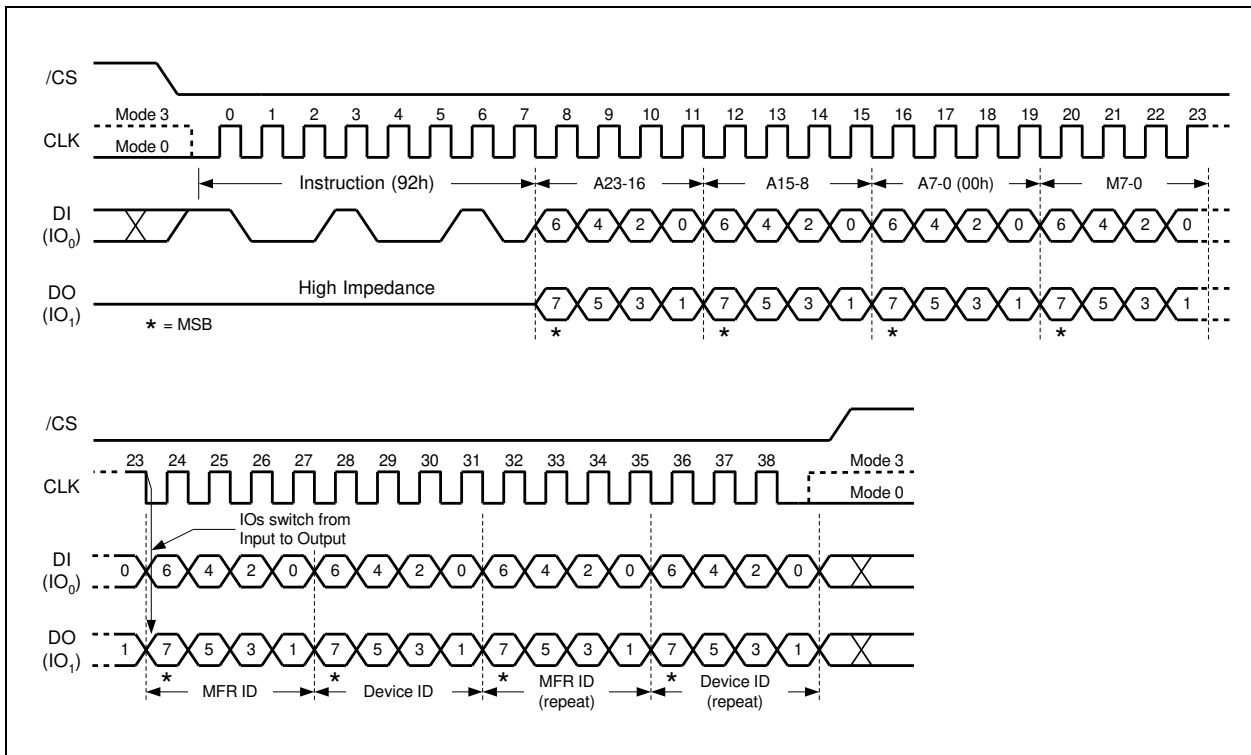 /CS
Mode 3 0 1 2 3 4 5 6 7 8 9 10 11 12 13 14 15 16 17 18 19 20 21 22 23
CLK
Mode 0
Instruction (92h) A23-16 A15-8 A7-0 (00h) M7-0
DI
(IO0) 6 4 2 0 6 4 2 0 6 4 2 0 6 4 2 0
High Impedance
DO
(IO1) 7 5 3 1 7 5 3 1 7 5 3 1 7 5 3 1
* = MSB * * * *
/CS
23 24 25 26 27 28 29 30 31 32 33 34 35 36 37 38 Mode 3
CLK
Mode 0
IOs switch from
Input to Output
DI
(IO0) 0 6 4 2 0 6 4 2 0 6 4 2 0 6 4 2 0
DO
(IO1) 1 7 5 3 1 7 5 3 1 7 5 3 1 7 5 3 1
* * * *
MFR ID Device ID MFR ID Device ID
(repeat) (repeat)